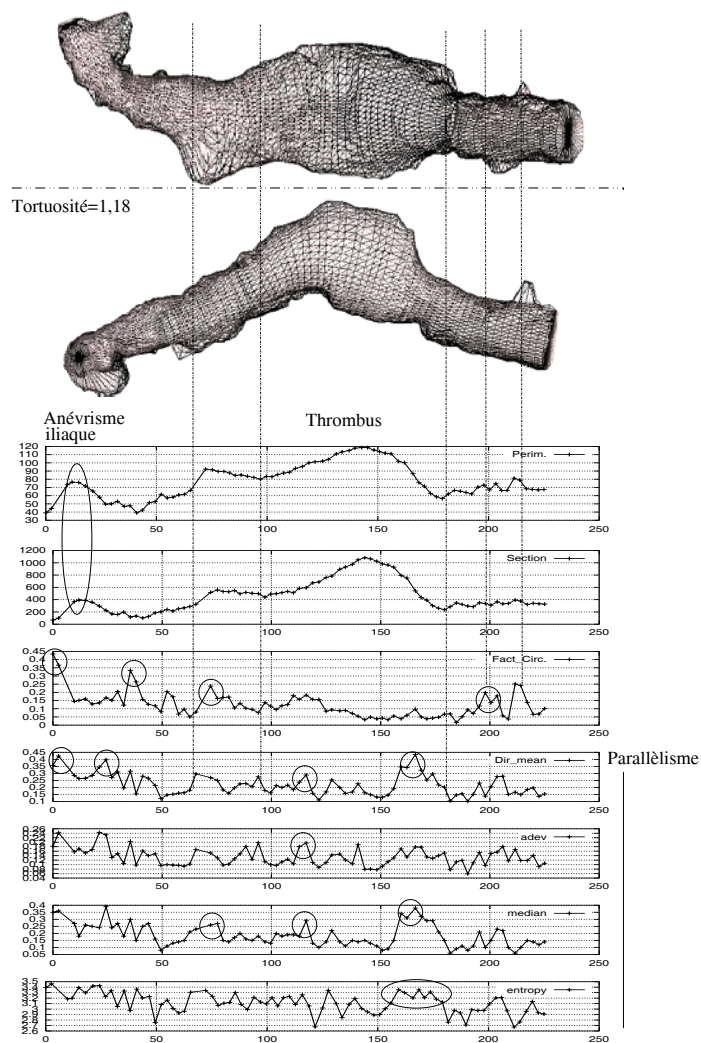 Tortuosité=1,18
Anévrisme
iliaque
Thrombus
120
110
100
90
80
70
60
50
40
30
Perim.
0 50 100 150 200 250
1200
1000
800
600
400
200
0
Section
0 50 100 150 200 250
0.45
0.4
0.35
0.3
0.25
0.2
0.15
0.1
0.05
0
Fact_Circ.
0 50 100 150 200 250
0.45
0.4
0.35
0.3
0.25
0.2
0.15
0.1
Dir_mean
Parallèlisme
0 50 100 150 200 250
adev
0 50 100 150 200 250
0.4
0.35
0.3
0.25
0.2
0.15
0.1
0.05
median
0 50 100 150 200 250
3.5
3.4
3.3
3.2
3.1
3
2.9
2.8
2.7
2.6
entropy
0 50 100 150 200 250